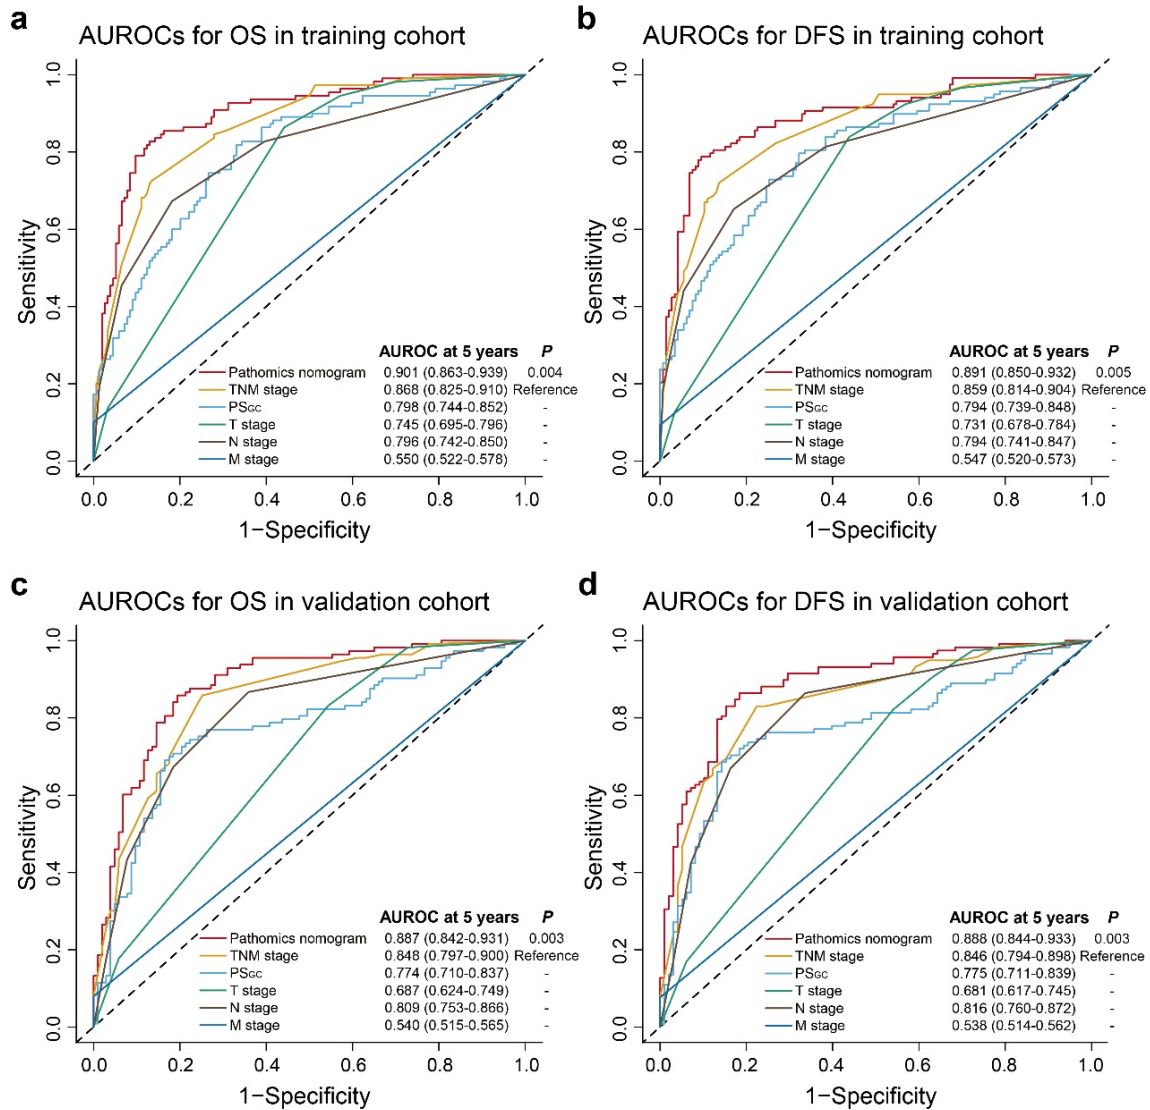 a
AUROCs for OS in training cohort
1.0
0.8
0.6
0.4
0.2
0.0
Sensitivity
AUROC at 5 years P
Pathomics nomogram 0.901 (0.863-0.939) 0.004
TNM stage 0.868 (0.825-0.910) Reference
PSGC 0.798 (0.744-0.852) -
T stage 0.745 (0.695-0.796) -
N stage 0.796 (0.742-0.850) -
M stage 0.550 (0.522-0.578) -
0.0 0.2 0.4 0.6 0.8 1.0
1−Specificity
b
AUROCs for DFS in training cohort
1.0
0.8
0.6
0.4
0.2
0.0
Sensitivity
AUROC at 5 years P
Pathomics nomogram 0.891 (0.850-0.932) 0.005
TNM stage 0.859 (0.814-0.904) Reference
PSGC 0.794 (0.739-0.848) -
T stage 0.731 (0.678-0.784) -
N stage 0.794 (0.741-0.847) -
M stage 0.547 (0.520-0.573) -
0.0 0.2 0.4 0.6 0.8 1.0
1−Specificity
c
AUROCs for OS in validation cohort
1.0
0.8
0.6
0.4
0.2
0.0
Sensitivity
AUROC at 5 years P
Pathomics nomogram 0.887 (0.842-0.931) 0.003
TNM stage 0.848 (0.797-0.900) Reference
PSGC 0.774 (0.710-0.837) -
T stage 0.687 (0.624-0.749) -
N stage 0.809 (0.753-0.866) -
M stage 0.540 (0.515-0.565) -
0.0 0.2 0.4 0.6 0.8 1.0
1−Specificity
d
AUROCs for DFS in validation cohort
1.0
0.8
0.6
0.4
0.2
0.0
Sensitivity
AUROC at 5 years P
Pathomics nomogram 0.888 (0.844-0.933) 0.003
TNM stage 0.846 (0.794-0.898) Reference
PSGC 0.775 (0.711-0.839) -
T stage 0.681 (0.617-0.745) -
N stage 0.816 (0.760-0.872) -
M stage 0.538 (0.514-0.562) -
0.0 0.2 0.4 0.6 0.8 1.0
1−Specificity